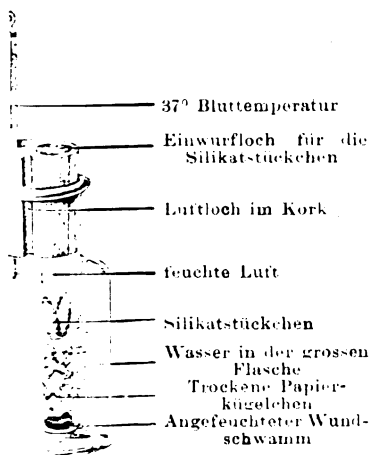 37° Bluttemperatur
Einwurfloch für die
Silikatstückchen
Luftloch im Kork
feuchte Luft
Silikatstückchen
Wasser in der grossen
Flasche
Trockene Papier-
kügelchen
Angefeuchteter Wund-
schwamm